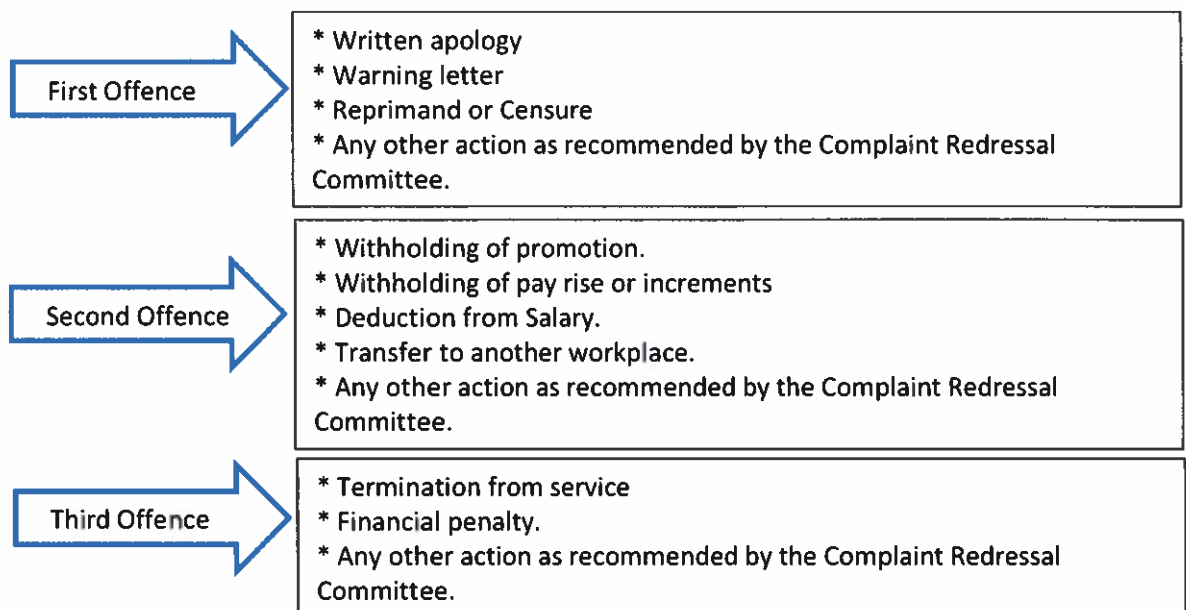 First Offence
* Written apology
* Warning letter
* Reprimand or Censure
* Any other action as recommended by the Complaint Redressal
Committee.
Second Offence
* Withholding of promotion.
* Withholding of pay rise or increments
* Deduction from Salary.
* Transfer to another workplace.
* Any other action as recommended by the Complaint Redressal
Committee.
Third Offence
* Termination from service
* Financial penalty.
* Any other action as recommended by the Complaint Redressal
Committee.